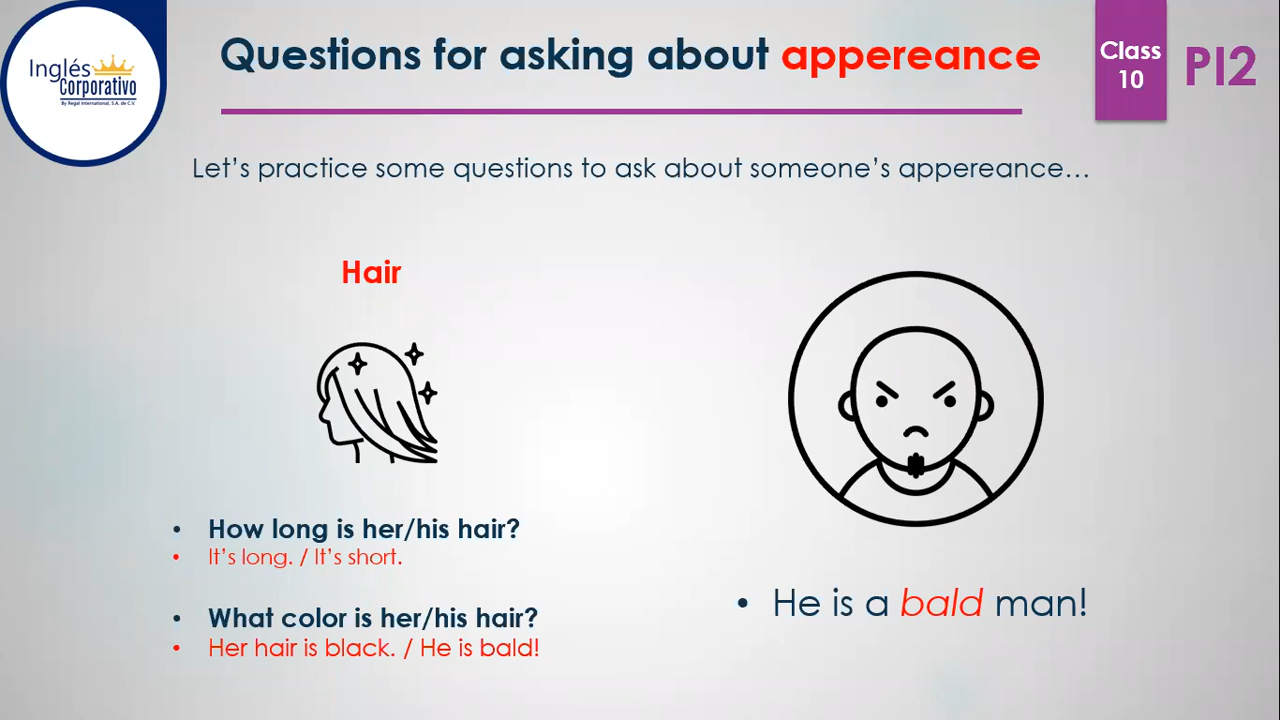 Inglés
Corporativo
By Regal International, S.A. de C.V.
Questions for asking about appereance
Class
10
PI2
Let's practice some questions to ask about someone's appereance...
Hair
• How long is her/his hair?
• It's long. / It's short.
• What color is her/his hair?
• Her hair is black. / He is bald!
• He is a bald man!